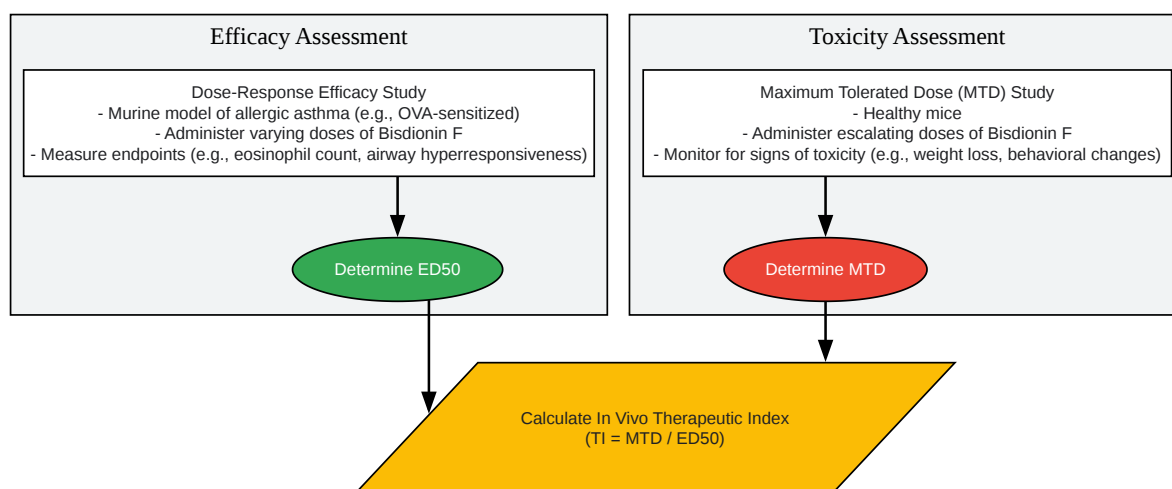 Efficacy Assessment
Dose-Response Efficacy Study
- Murine model of allergic asthma (e.g., OVA-sensitized)
- Administer varying doses of Bisdionin F
- Measure endpoints (e.g., eosinophil count, airway hyperresponsiveness)
Determine ED50
Toxicity Assessment
Maximum Tolerated Dose (MTD) Study
- Healthy mice
- Administer escalating doses of Bisdionin F
- Monitor for signs of toxicity (e.g., weight loss, behavioral changes)
Determine MTD
Calculate In Vivo Therapeutic Index
(TI = MTD / ED50)